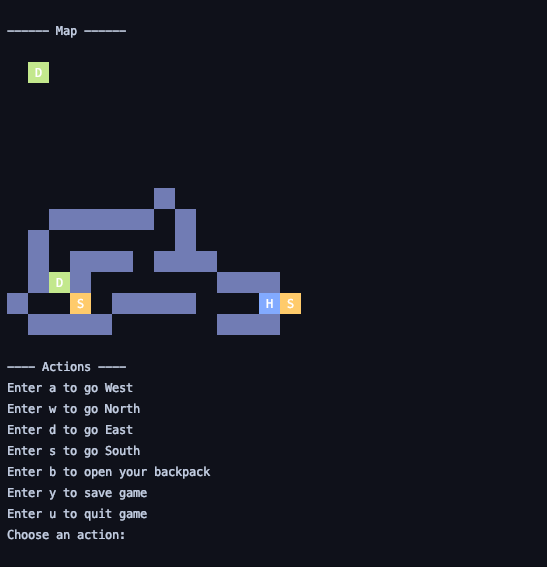 ------ Map ------
D
D
S
H S
---- Actions ----
Enter a to go West
Enter w to go North
Enter d to go East
Enter s to go South
Enter b to open your backpack
Enter y to save game
Enter u to quit game
Choose an action: